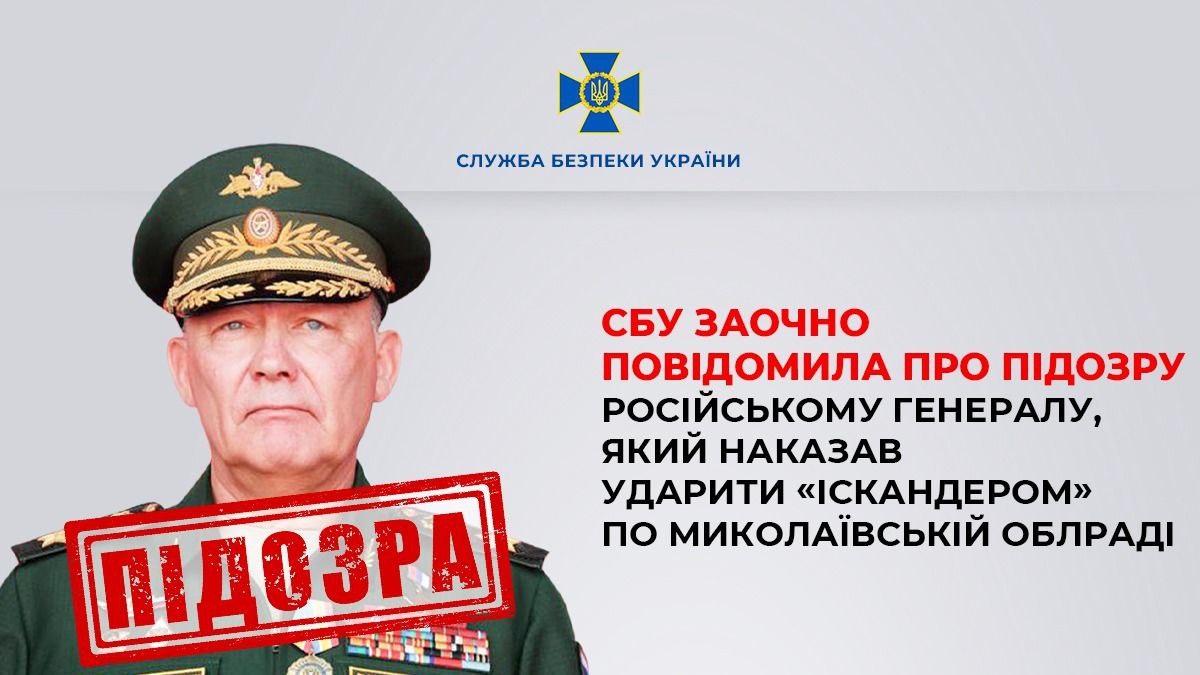 СЛУЖБА БЕЗПЕКИ УКРАЇНИ
СБУ ЗАОЧНО
ПОВІДОМИЛА ПРО ПІДОЗРУ
РОСІЙСЬКОМУ ГЕНЕРАЛУ,
ЯКИЙ НАКАЗАВ
УДАРИТИ «ІСКАНДЕРОМ»
ПО МИКОЛАЇВСЬКІЙ ОБЛРАДІ
ПІДОЗРА